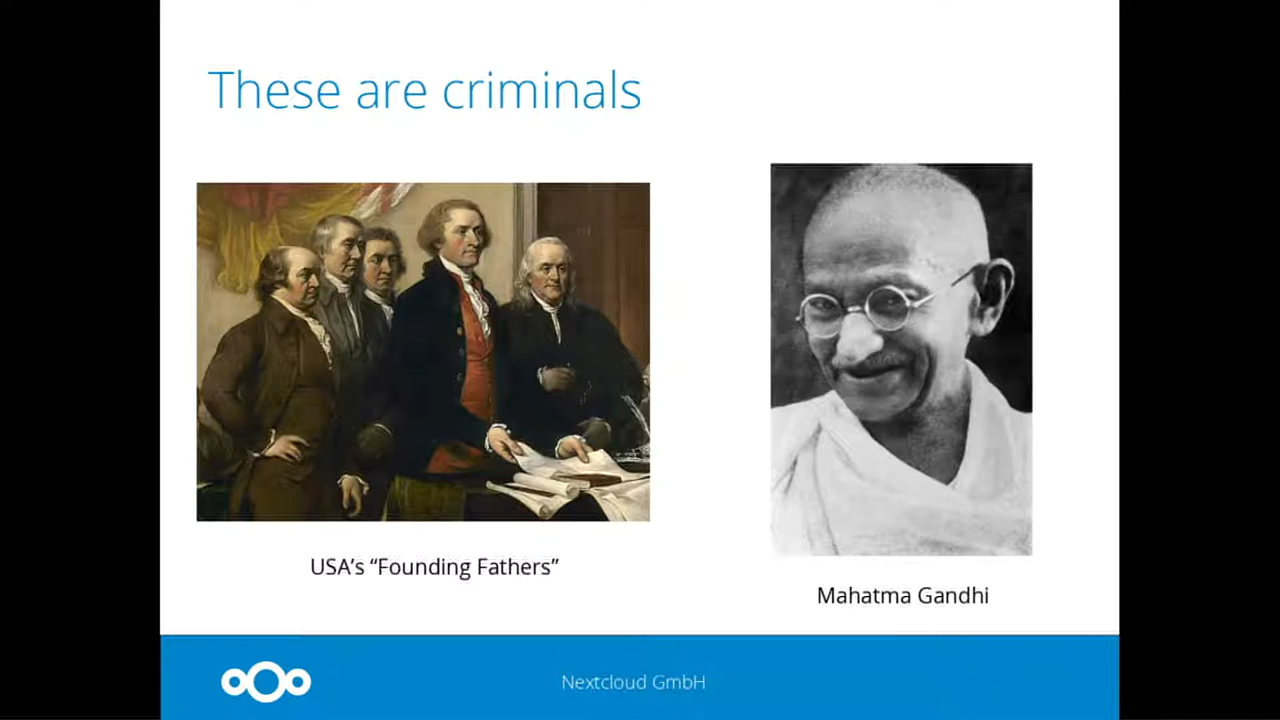 These are criminals
USA’s “Founding Fathers”
Mahatma Gandhi
Nextcloud GmbH